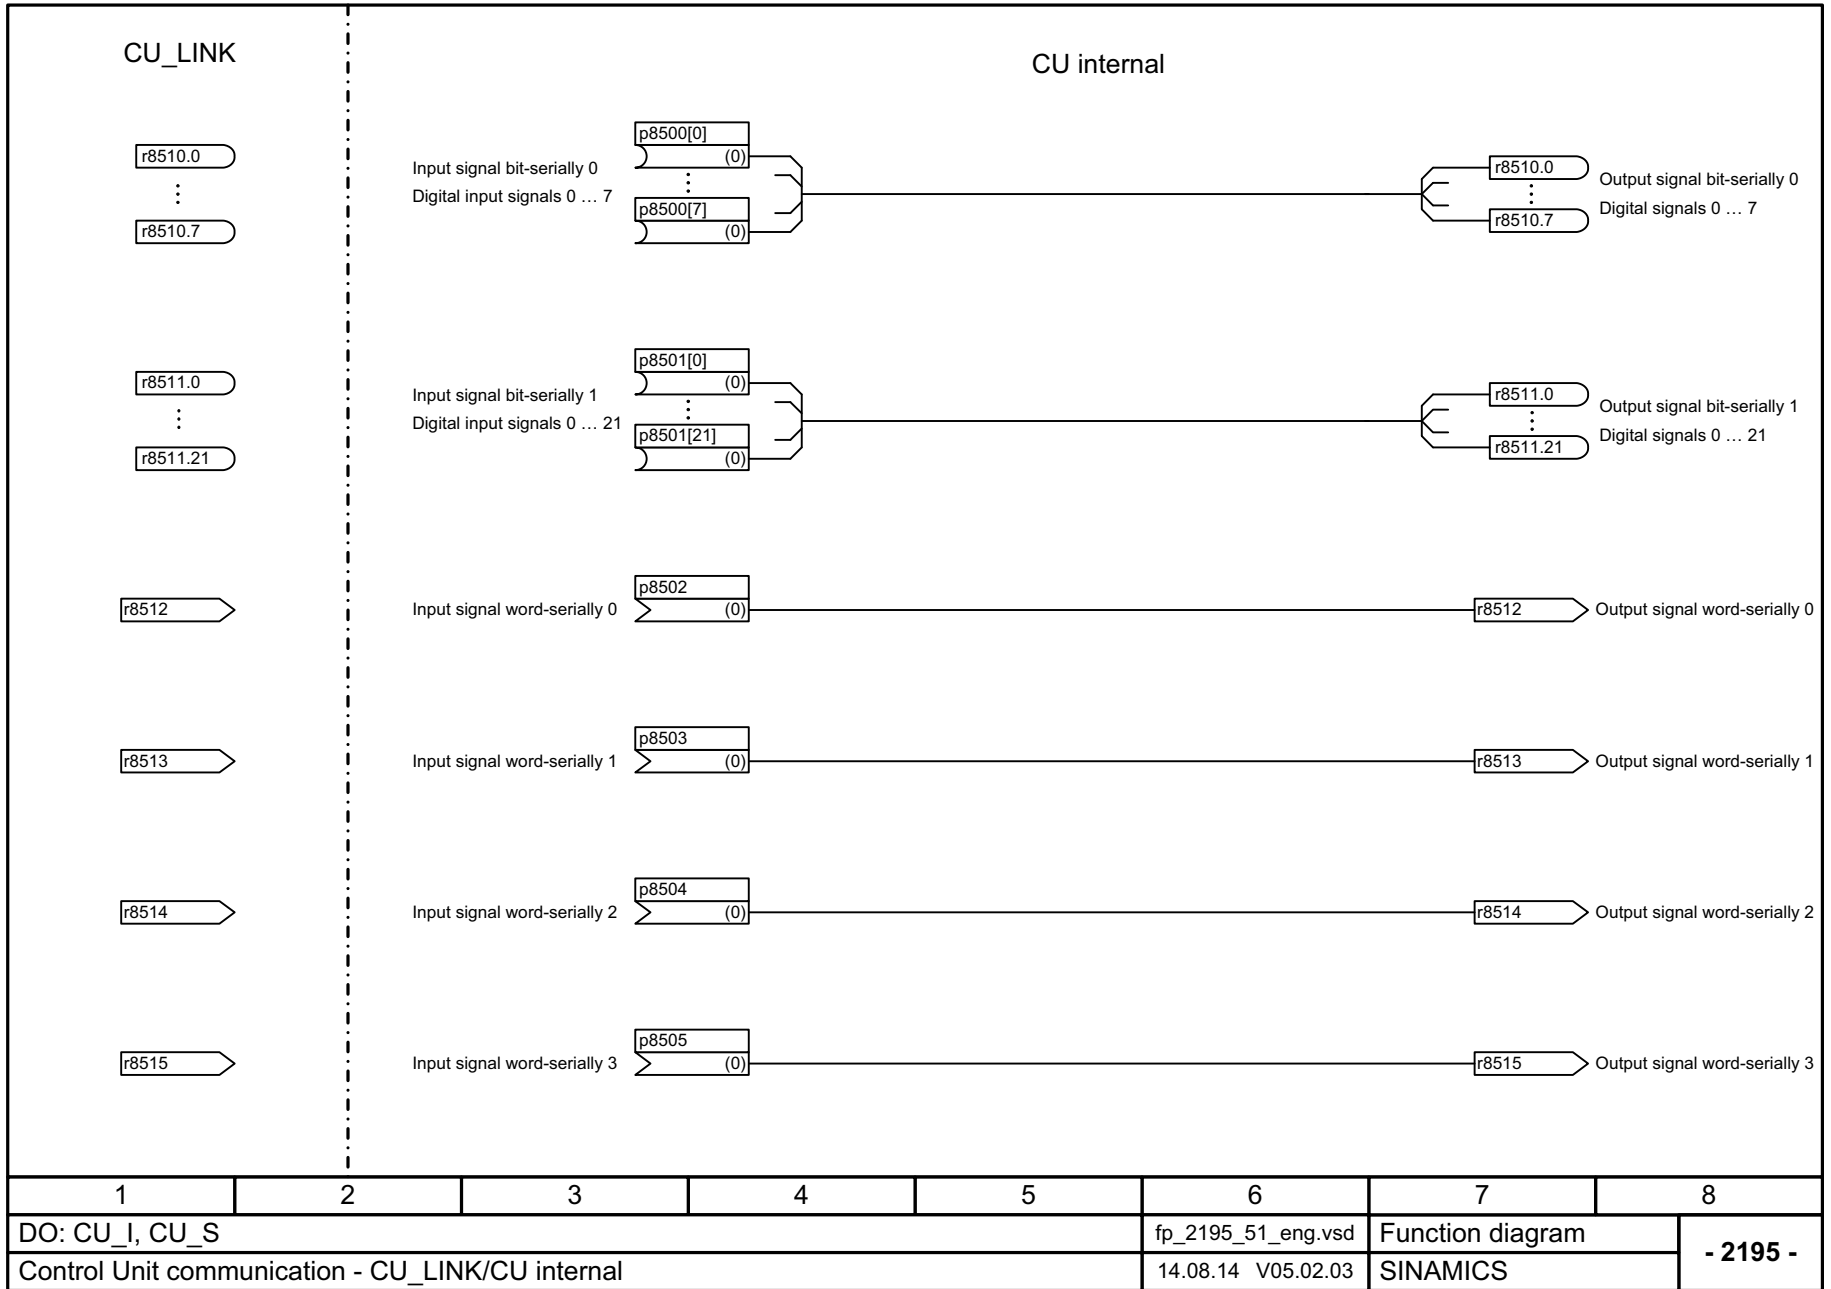 CU_LINK
CU internal
r8510.0
r8510.7
Input signal bit-serially 0
Digital input signals 0 … 7
p8500[0]
(0)
p8500[7]
(0)
r8510.0
r8510.7
Output signal bit-serially 0
Digital signals 0 … 7
r8511.0
r8511.21
Input signal bit-serially 1
Digital input signals 0 … 21
p8501[0]
(0)
p8501[21]
(0)
r8511.0
r8511.21
Output signal bit-serially 1
Digital signals 0 … 21
r8512
Input signal word-serially 0
p8502
(0)
r8512
Output signal word-serially 0
r8513
Input signal word-serially 1
p8503
(0)
r8513
Output signal word-serially 1
r8514
Input signal word-serially 2
p8504
(0)
r8514
Output signal word-serially 2
r8515
Input signal word-serially 3
p8505
(0)
r8515
Output signal word-serially 3
1 2 3 4 5 6 7 8
DO: CU_I, CU_S
fp_2195_51_eng.vsd
Function diagram
- 2195 -
Control Unit communication - CU_LINK/CU internal
14.08.14 V05.02.03
SINAMICS